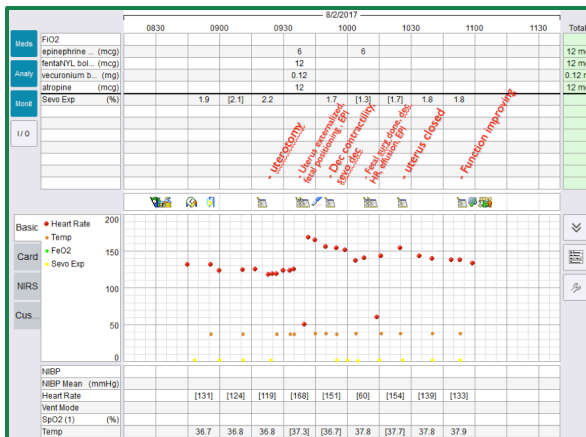 8/2/2017
0830 0900 0930 1000 1030 1100 1130 Total
Meds
Analy
Monit
I / O
FiO2
epinephrine ... (mcg) 6 6 12 m
fentaNYL bol... (mcg) 12 12 m
vecuronium b... (mg) 0.12 0.12 m
atropine (mcg) 12 12 m
Sevo Exp (%) 1.9 [2.1] 2.2 1.7 [1.3] [1.7] 1.8 1.8
- uterotomy
- Uterus externalized,
fetal positioning, EPI
- Dec contractility,
sevo dec
- Fetal surg done, dec
HR, effusion, EPI
- uterus closed
- Function improving
Basic
Card
NIRS
Cus...
Heart Rate
Temp
FeO2
Sevo Exp
200
150
100
50
0
NIBP
NIBP Mean (mmHg)
Heart Rate [131] [124] [119] [168] [151] [60] [154] [139] [133]
Vent Mode
SpO2 (1) (%)
Temp 36.7 36.8 36.8 [37.3] [36.7] 37.8 [37.7] 37.8 37.9